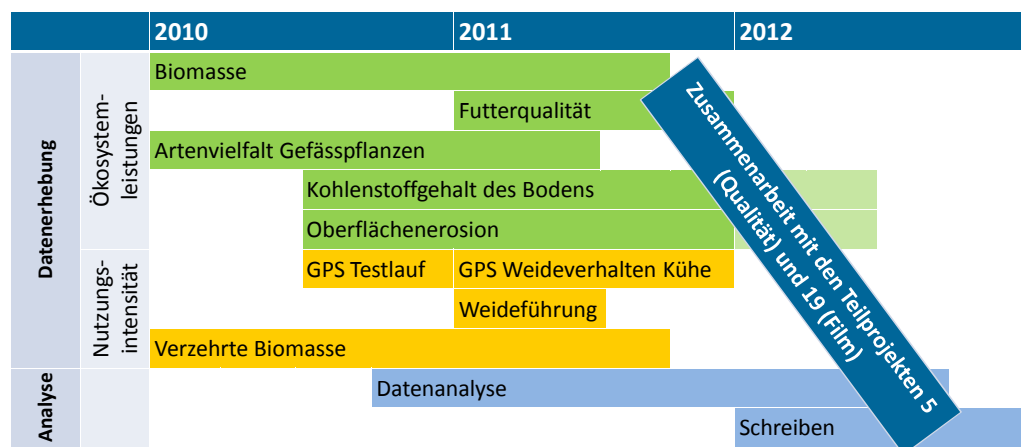 2010 2011 2012
Datenerhebung
Ökosystem-
leistungen
Biomasse
Futterqualität
Artenvielfalt Gefässpflanzen
Kohlenstoffgehalt des Bodens
Oberflächenerosion
Nutzungs-
intensität
GPS Testlauf GPS Weideverhalten Kühe
Weideführung
Verzehrte Biomasse
Analyse
Datenanalyse
Schreiben
Zusammenarbeit mit den Teilprojekten 5
(Qualität) und 19 (Film)